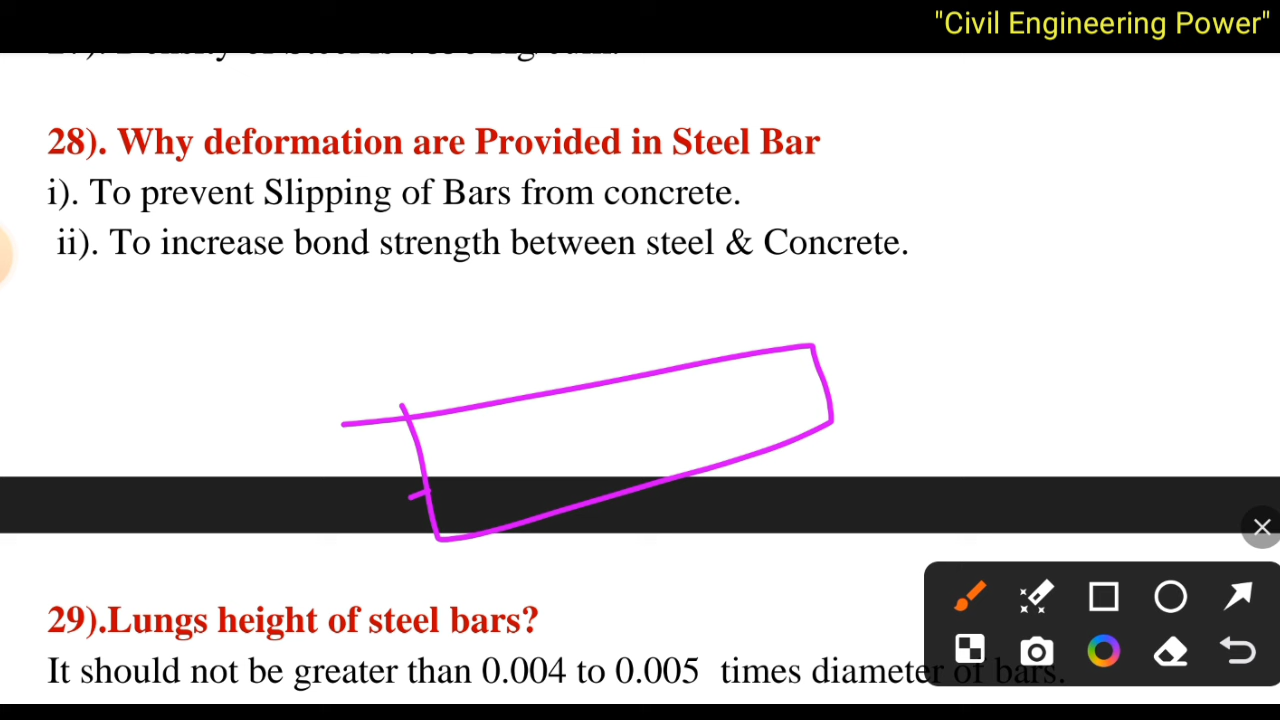 "Civil Engineering Power"
28). Why deformation are Provided in Steel Bar
i). To prevent Slipping of Bars from concrete.
ii). To increase bond strength between steel & Concrete.
29).Lungs height of steel bars?
It should not be greater than 0.004 to 0.005 times diameter of bars.